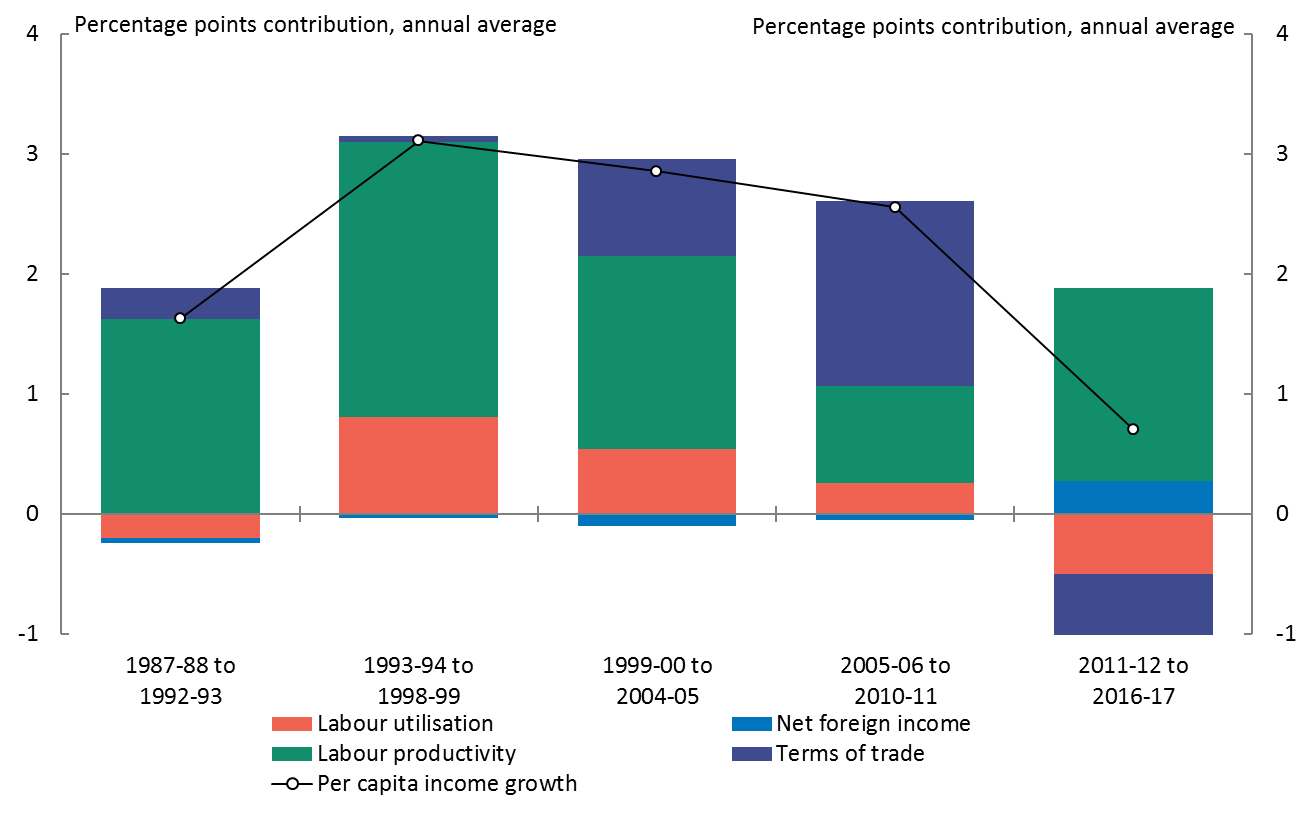 Percentage points contribution, annual average
Percentage points contribution, annual average
4
4
3
3
2
2
1
1
0
0
-1
-1
1987-88 to
1992-93
1993-94 to
1998-99
1999-00 to
2004-05
2005-06 to
2010-11
2011-12 to
2016-17
Labour utilisation
Net foreign income
Labour productivity
Terms of trade
Per capita income growth